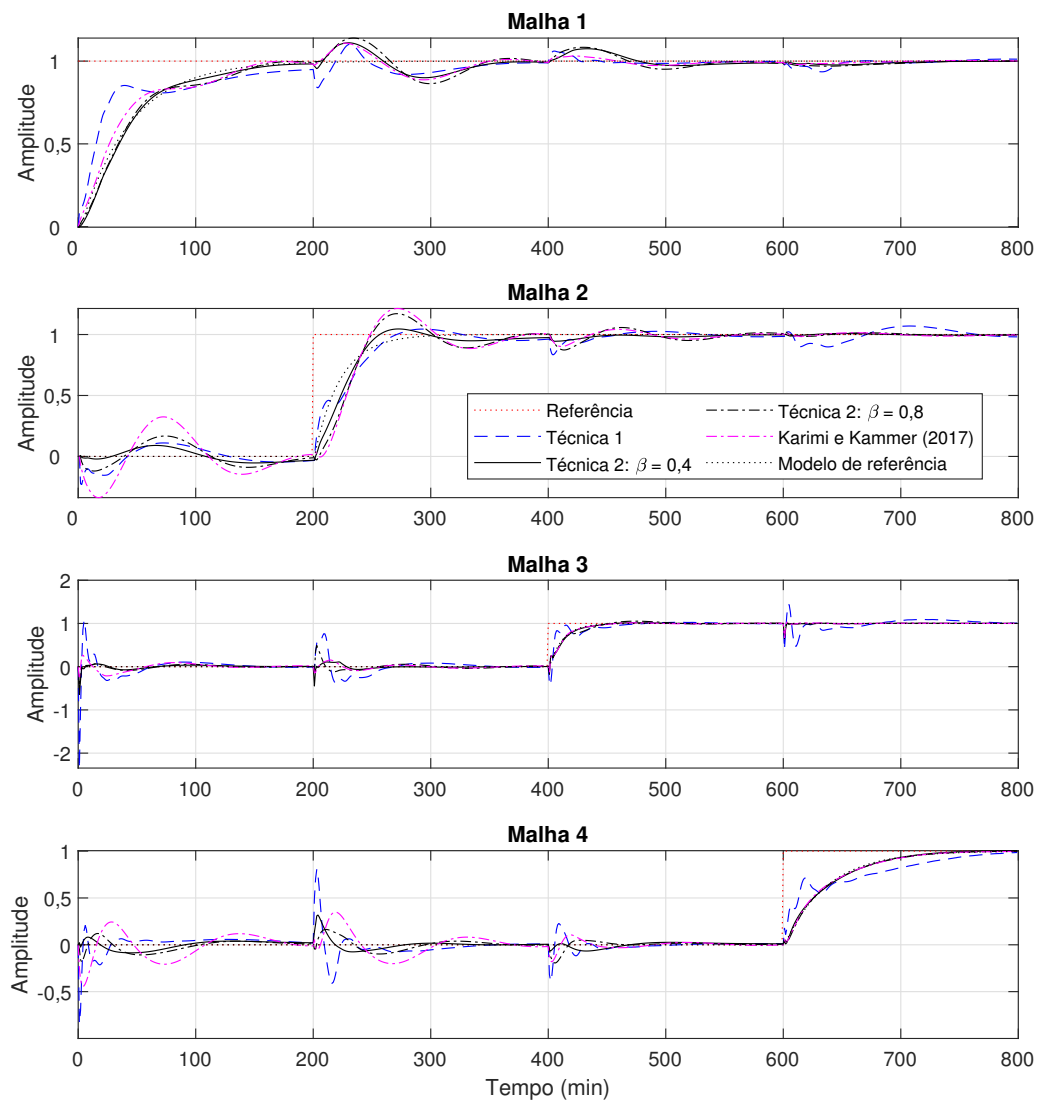 Malha 1
1
0,5
0
Amplitude
0 100 200 300 400 500 600 700 800
Malha 2
1
0,5
0
Amplitude
Referência
Técnica 1
Técnica 2: β = 0,4
Técnica 2: β = 0,8
Karimi e Kammer (2017)
Modelo de referência
0 100 200 300 400 500 600 700 800
Malha 3
2
1
0
-1
-2
Amplitude
0 100 200 300 400 500 600 700 800
Malha 4
1
0,5
0
-0,5
Amplitude
0 100 200 300 400 500 600 700 800
Tempo (min)